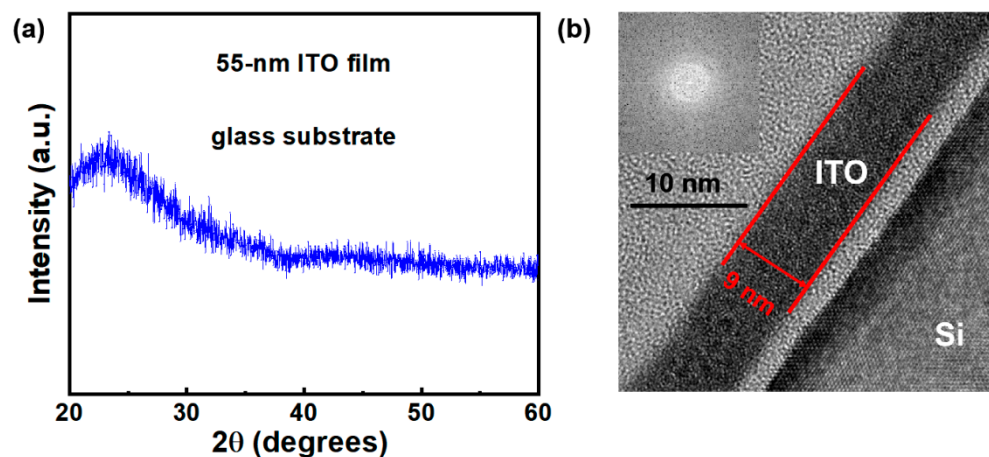 (a)
55-nm ITO film
glass substrate
Intensity (a.u.)
20 30 40 50 60
2θ (degrees)
(b)
ITO
10 nm
9 nm
Si